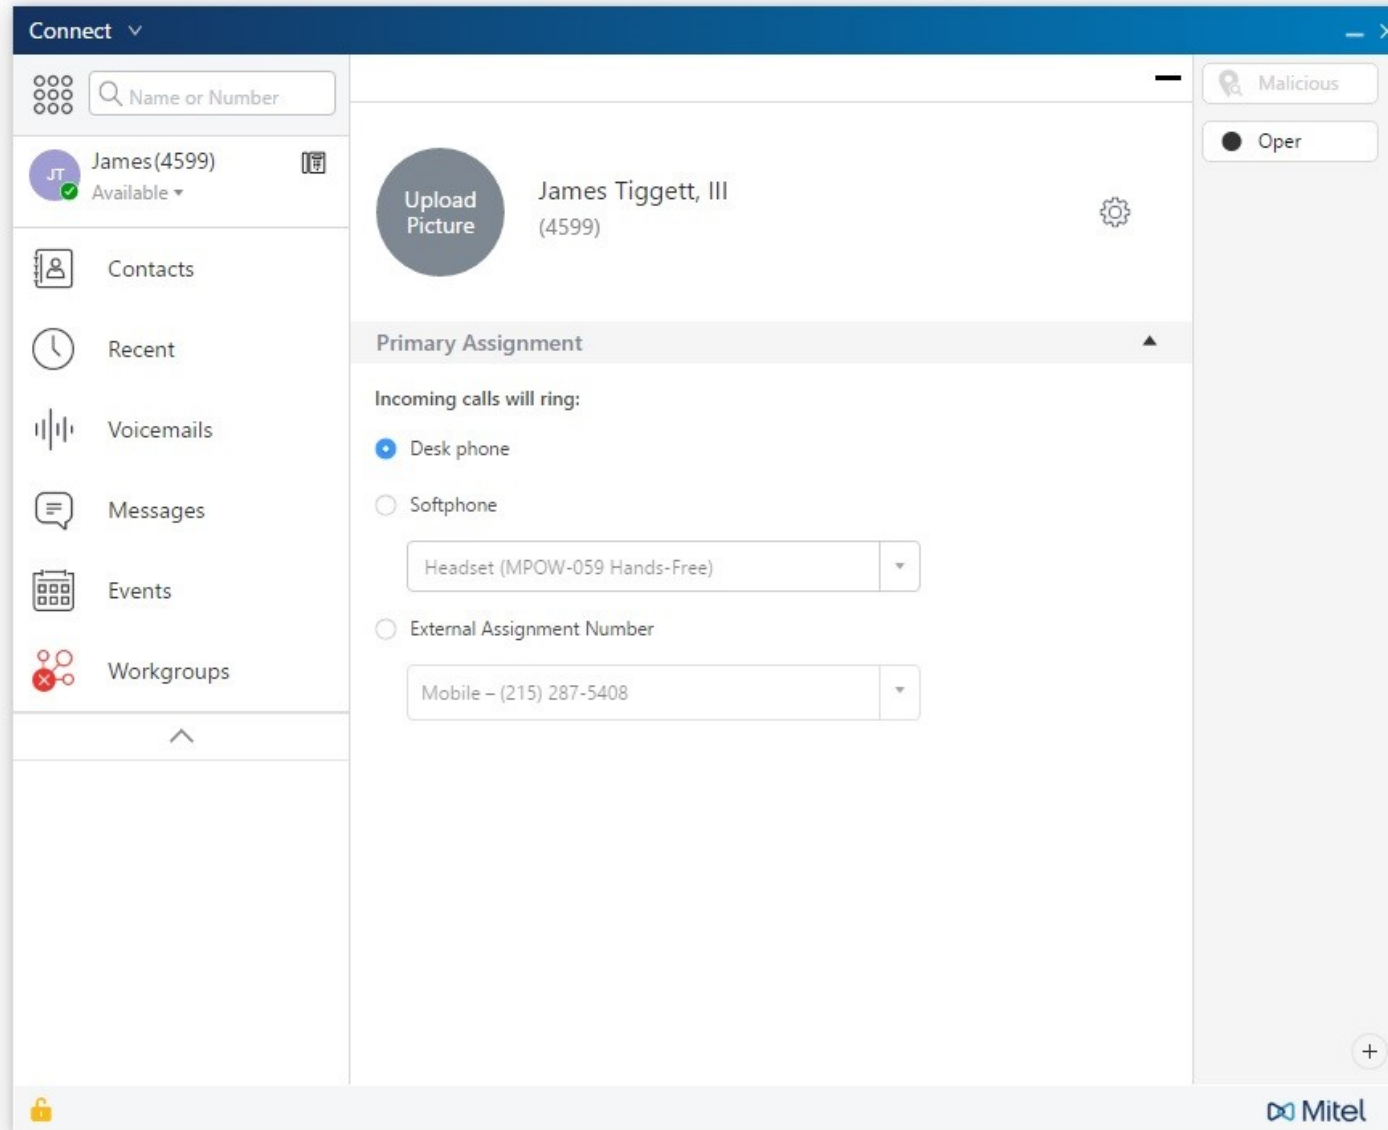 Connect
Name or Number
JT
James(4599)
Available
Contacts
Recent
Voicemails
Messages
Events
Workgroups
Upload
Picture
James Tiggett, III
(4599)
Primary Assignment
Incoming calls will ring:
Desk phone
Softphone
Headset (MPOW-059 Hands-Free)
External Assignment Number
Mobile – (215) 287-5408
Malicious
Oper
Mitel